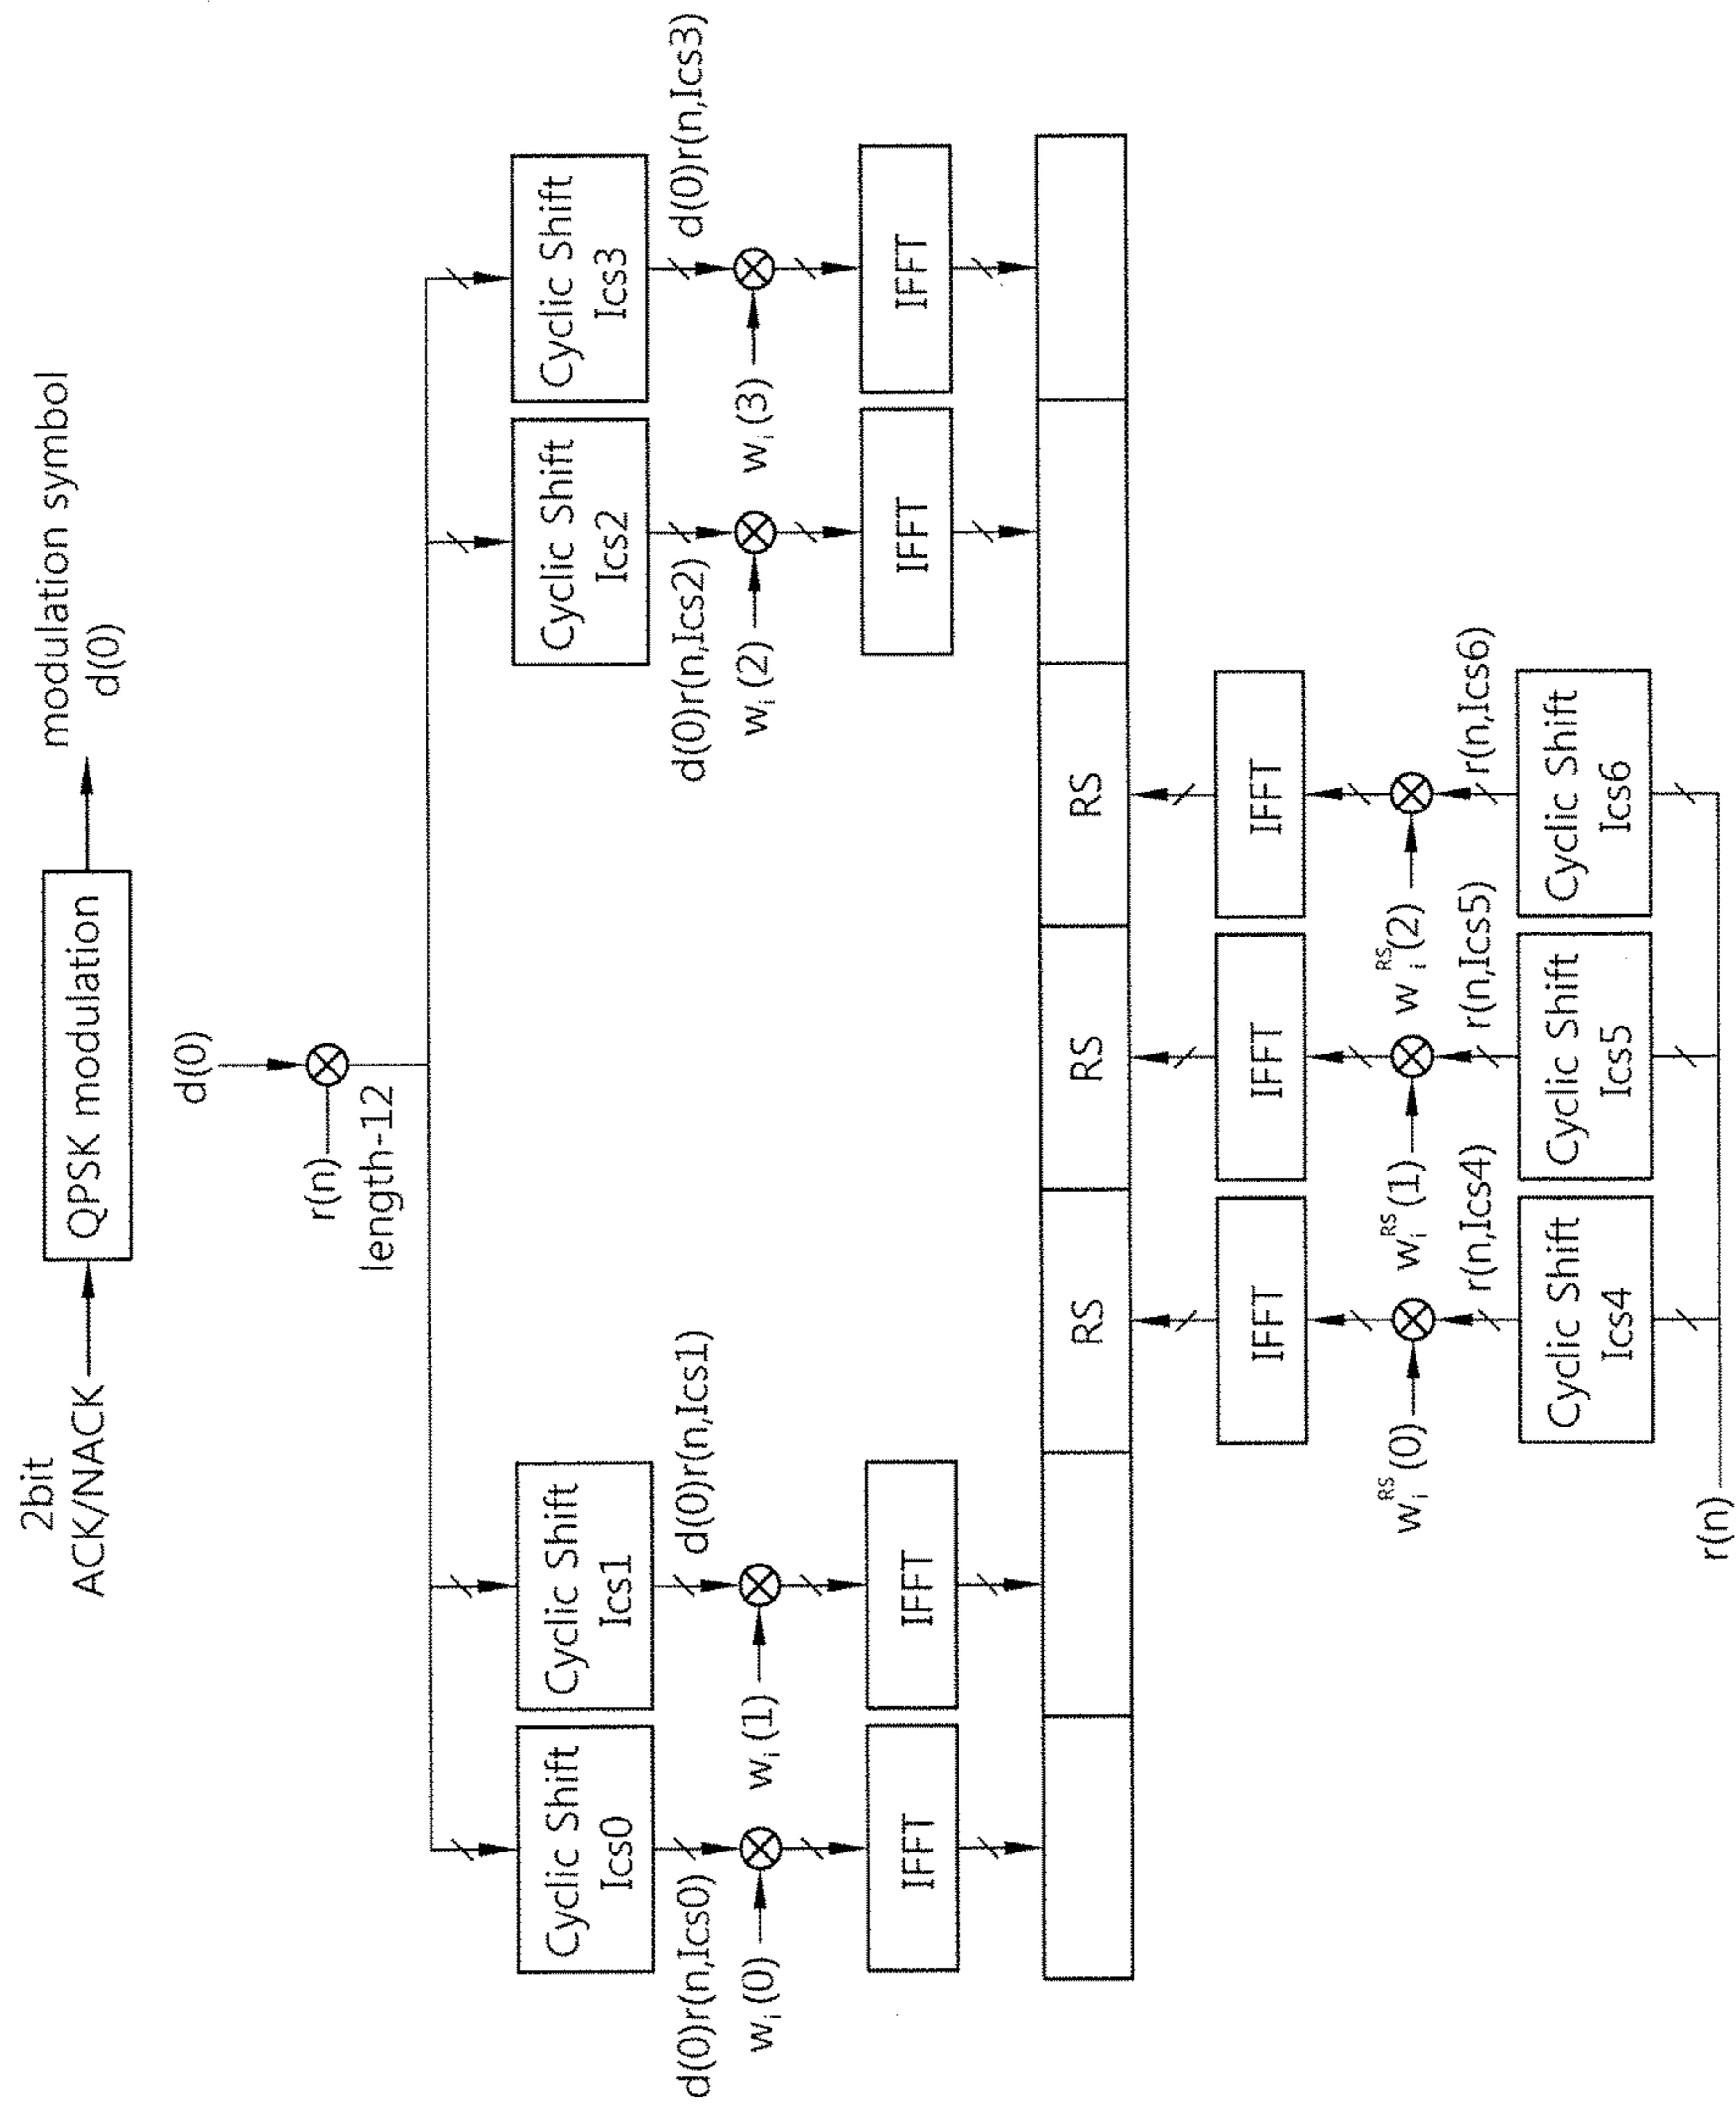 2bit
ACK/NACK
QPSK modulation
modulation symbol
d(0)
d(0)
r(n)
length-12
Cyclic Shift
Ics0
Cyclic Shift
Ics1
Cyclic Shift
Ics2
Cyclic Shift
Ics3
d(0)r(n,Ics0)
d(0)r(n,Ics1)
d(0)r(n,Ics2)
d(0)r(n,Ics3)
wᵢ(0)
wᵢ(1)
wᵢ(2)
wᵢ(3)
IFFT
IFFT
IFFT
IFFT
RS
RS
RS
IFFT
IFFT
IFFT
wᵢᴿˢ(0)
wᵢᴿˢ(1)
wᵢᴿˢ(2)
r(n,Ics4)
r(n,Ics5)
r(n,Ics6)
Cyclic Shift
Ics4
Cyclic Shift
Ics5
Cyclic Shift
Ics6
r(n)